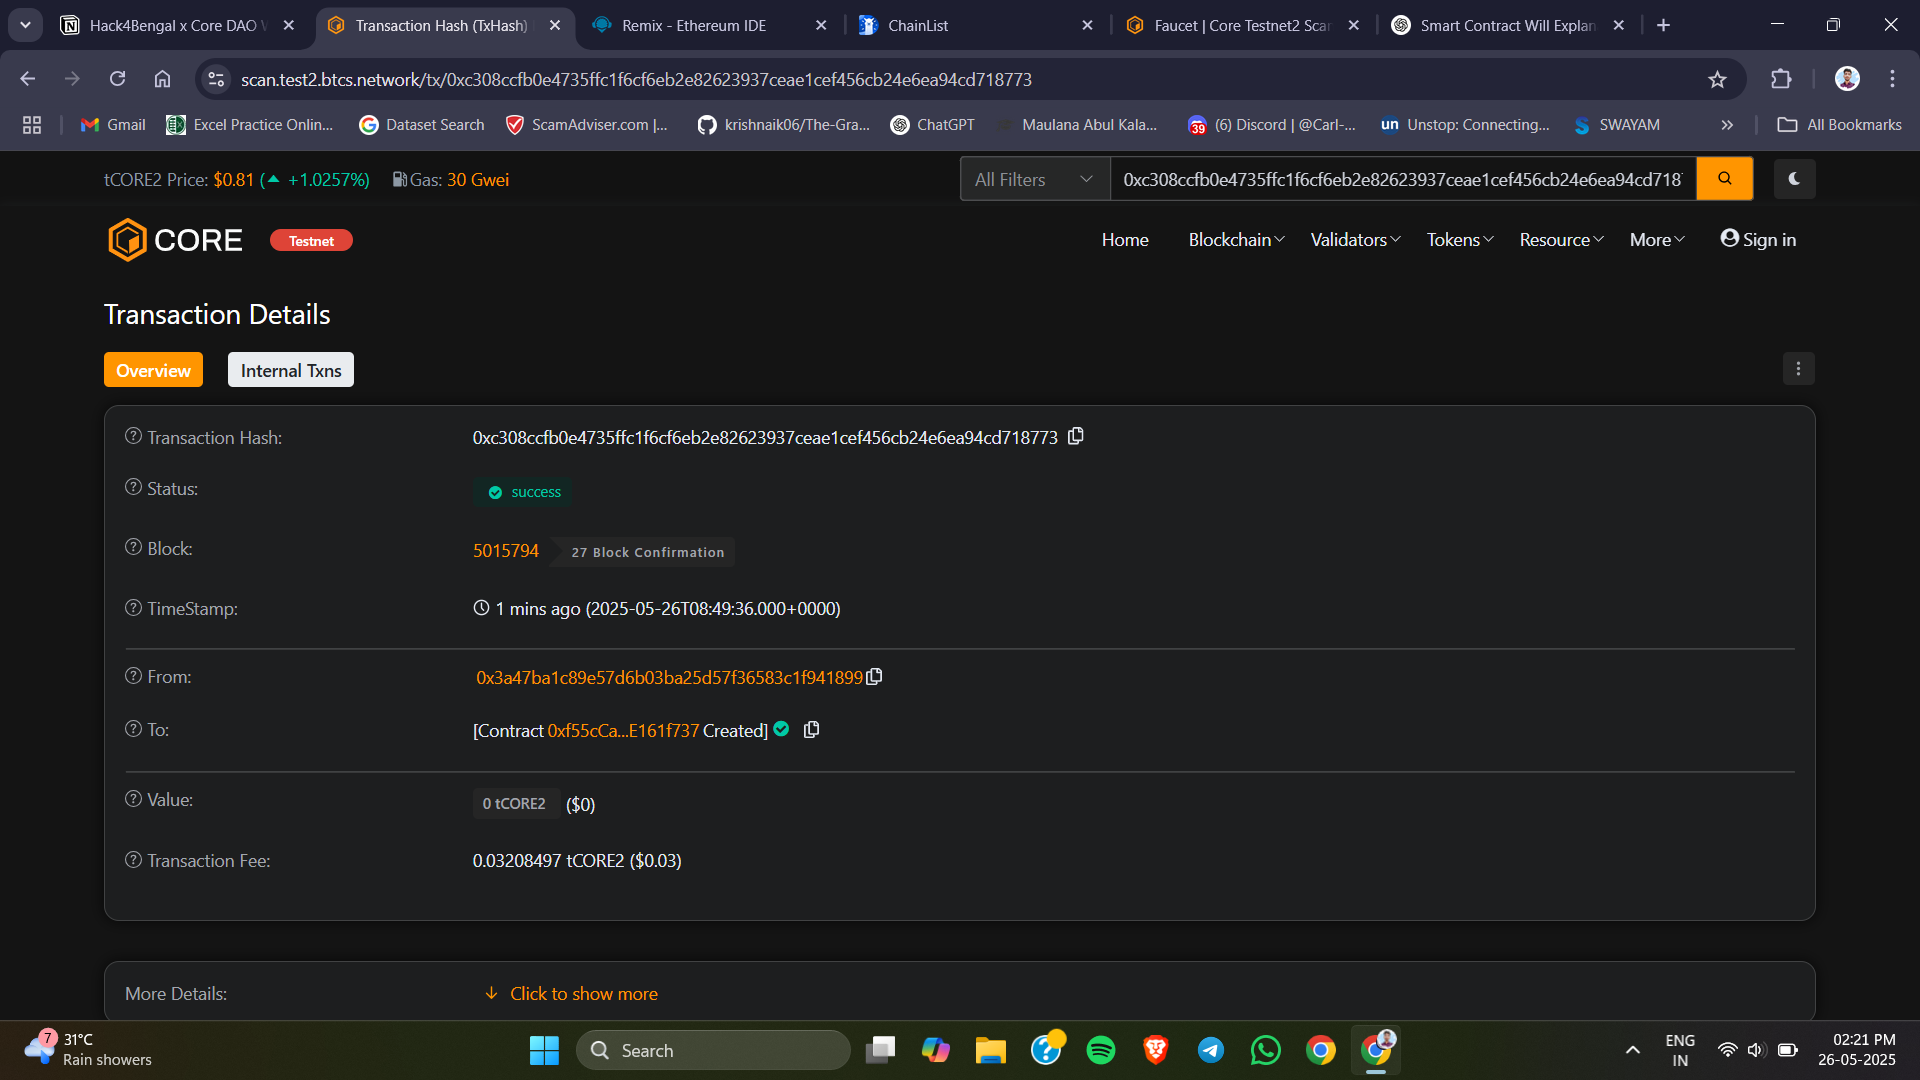 Hack4Bengal x Core DAO
Transaction Hash (TxHash)
Remix - Ethereum IDE
ChainList
Faucet | Core Testnet2 Scan
Smart Contract Will Explan
scan.test2.btcs.network/tx/0xc308ccfb0e4735ffc1f6cf6eb2e82623937ceae1cef456cb24e6ea94cd718773
Gmail
Excel Practice Onlin...
Dataset Search
ScamAdviser.com |...
krishnaik06/The-Gra...
ChatGPT
Maulana Abul Kala...
39
(6) Discord | @Carl-...
un
Unstop: Connecting...
SWAYAM
All Bookmarks
tCORE2 Price: $0.81 ( +1.0257%) Gas: 30 Gwei
All Filters
0xc308ccfb0e4735ffc1f6cf6eb2e82623937ceae1cef456cb24e6ea94cd718
CORE
Testnet
Home
Blockchain
Validators
Tokens
Resource
More
Sign in
Transaction Details
Overview
Internal Txns
Transaction Hash: 0xc308ccfb0e4735ffc1f6cf6eb2e82623937ceae1cef456cb24e6ea94cd718773
Status: success
Block: 5015794 27 Block Confirmation
TimeStamp: 1 mins ago (2025-05-26T08:49:36.000+0000)
From: 0x3a47ba1c89e57d6b03ba25d57f36583c1f941899
To: [Contract 0xf55cCa...E161f737 Created]
Value: 0 tCORE2 ($0)
Transaction Fee: 0.03208497 tCORE2 ($0.03)
More Details: Click to show more
7
31°C
Rain showers
Search
ENG
IN
02:21 PM
26-05-2025